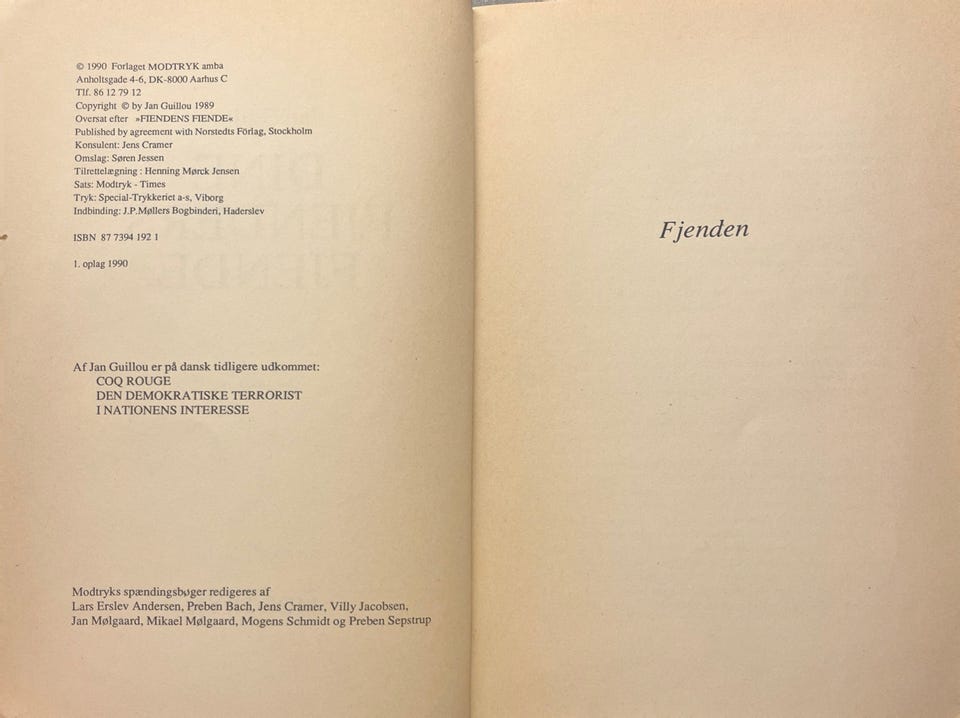 © 1990 Forlaget MODTRYK amba
Anholtsgade 4-6, DK-8000 Aarhus C
Tlf. 86 12 79 12
Copyright © by Jan Guillou 1989
Oversat efter »FIENDENS FIENDE«
Published by agreement with Norstedts Förlag, Stockholm
Konsulent: Jens Cramer
Omslag: Søren Jessen
Tilrettelægning : Henning Mørck Jensen
Sats: Modtryk - Times
Tryk: Special-Trykkeriet a-s, Viborg
Indbinding: J.P.Møllers Bogbinderi, Haderslev
ISBN 87 7394 192 1
1. oplag 1990
Af Jan Guillou er på dansk tidligere udkommet:
COQ ROUGE
DEN DEMOKRATISKE TERRORIST
I NATIONENS INTERESSE
Modtryks spændingsbøger redigeres af
Lars Erslev Andersen, Preben Bach, Jens Cramer, Villy Jacobsen,
Jan Mølgaard, Mikael Mølgaard, Mogens Schmidt og Preben Sepstrup
Fjenden